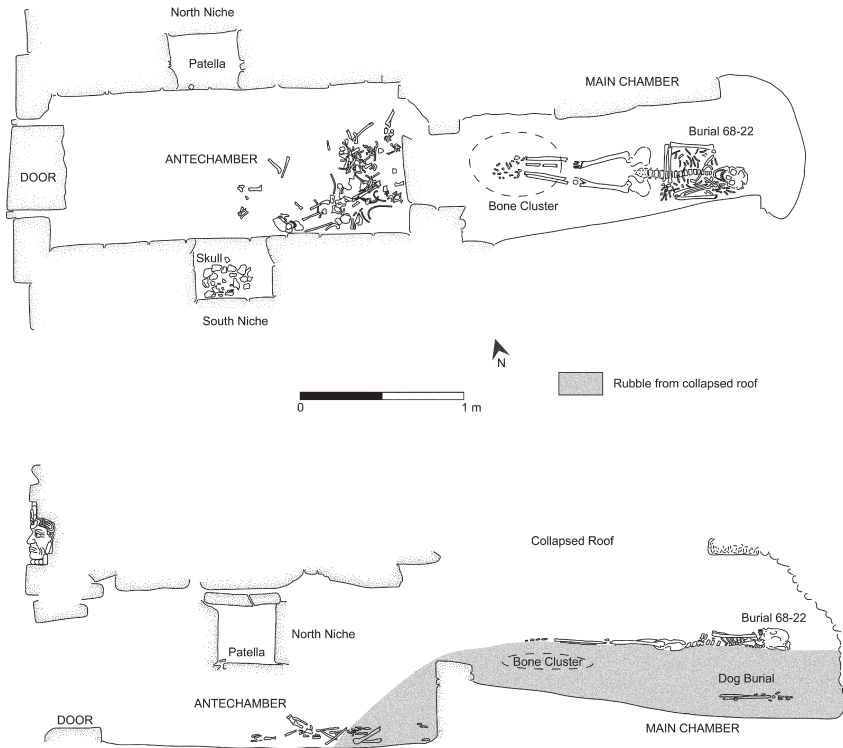 North Niche
Patella
MAIN CHAMBER
Burial 68-22
ANTECHAMBER
DOOR
Bone Cluster
Skull
South Niche
N
Rubble from collapsed roof
0
1 m
Collapsed Roof
Burial 68-22
North Niche
Patella
Bone Cluster
Dog Burial
ANTECHAMBER
DOOR
MAIN CHAMBER